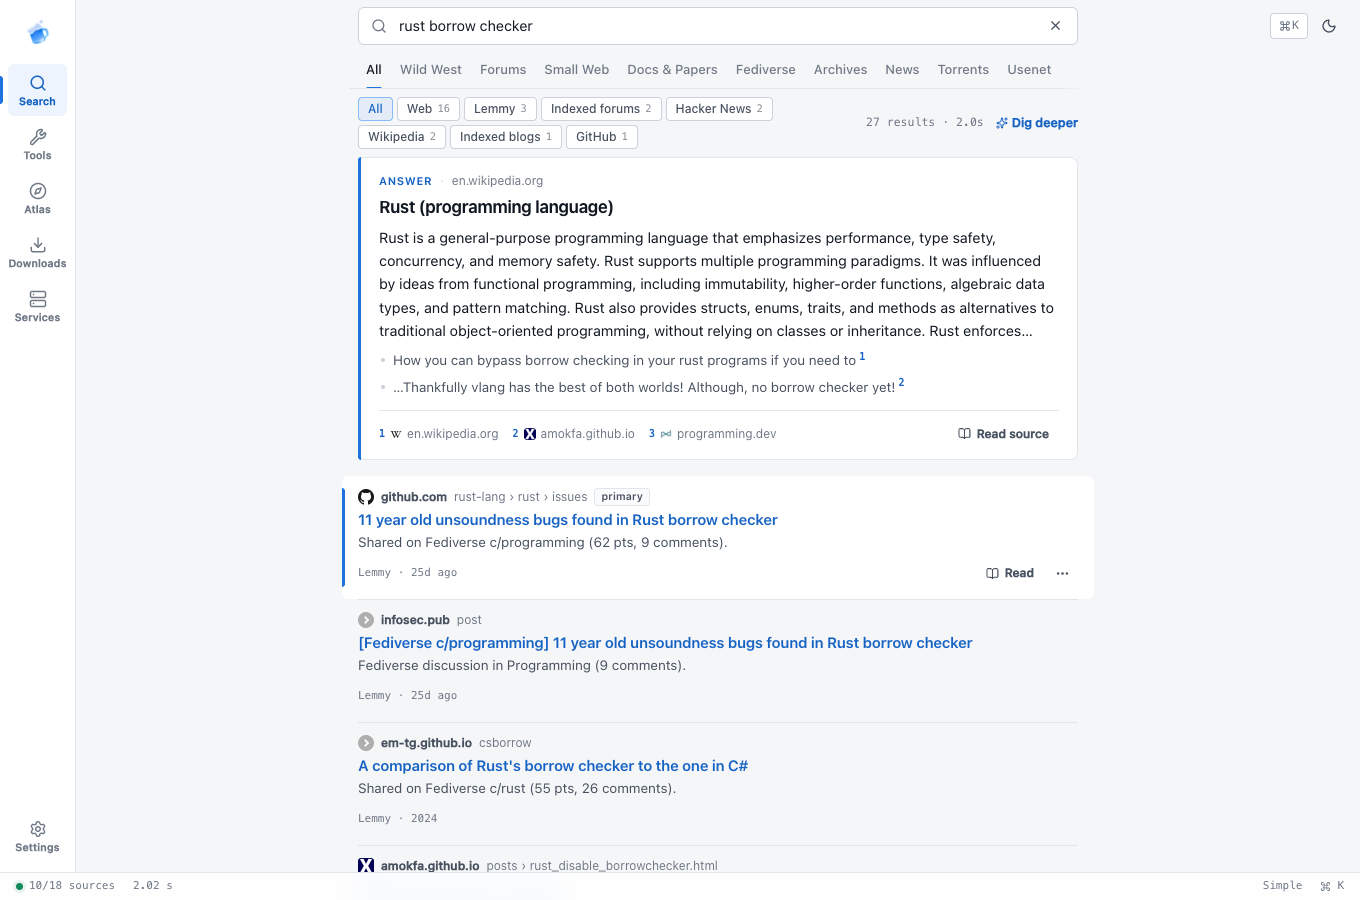 rust borrow checker
⌘K
Search
Tools
Atlas
Downloads
Services
Settings
All Wild West Forums Small Web Docs & Papers Fediverse Archives News Torrents Usenet
All Web 16 Lemmy 3 Indexed forums 2 Hacker News 2
Wikipedia 2 Indexed blogs 1 GitHub 1
27 results · 2.0s Dig deeper
ANSWER · en.wikipedia.org
Rust (programming language)
Rust is a general-purpose programming language that emphasizes performance, type safety,
concurrency, and memory safety. Rust supports multiple programming paradigms. It was influenced
by ideas from functional programming, including immutability, higher-order functions, algebraic data
types, and pattern matching. Rust also provides structs, enums, traits, and methods as alternatives to
traditional object-oriented programming, without relying on classes or inheritance. Rust enforces…
How you can bypass borrow checking in your rust programs if you need to 1
…Thankfully vlang has the best of both worlds! Although, no borrow checker yet! 2
1 W en.wikipedia.org 2 amokfa.github.io 3 programming.dev Read source
github.com rust-lang › rust › issues primary
11 year old unsoundness bugs found in Rust borrow checker
Shared on Fediverse c/programming (62 pts, 9 comments).
Lemmy · 25d ago Read ···
infosec.pub post
[Fediverse c/programming] 11 year old unsoundness bugs found in Rust borrow checker
Fediverse discussion in Programming (9 comments).
Lemmy · 25d ago
em-tg.github.io csborrow
A comparison of Rust's borrow checker to the one in C#
Shared on Fediverse c/rust (55 pts, 26 comments).
Lemmy · 2024
amokfa.github.io posts › rust_disable_borrowchecker.html
10/18 sources 2.02 s
Simple ⌘ K